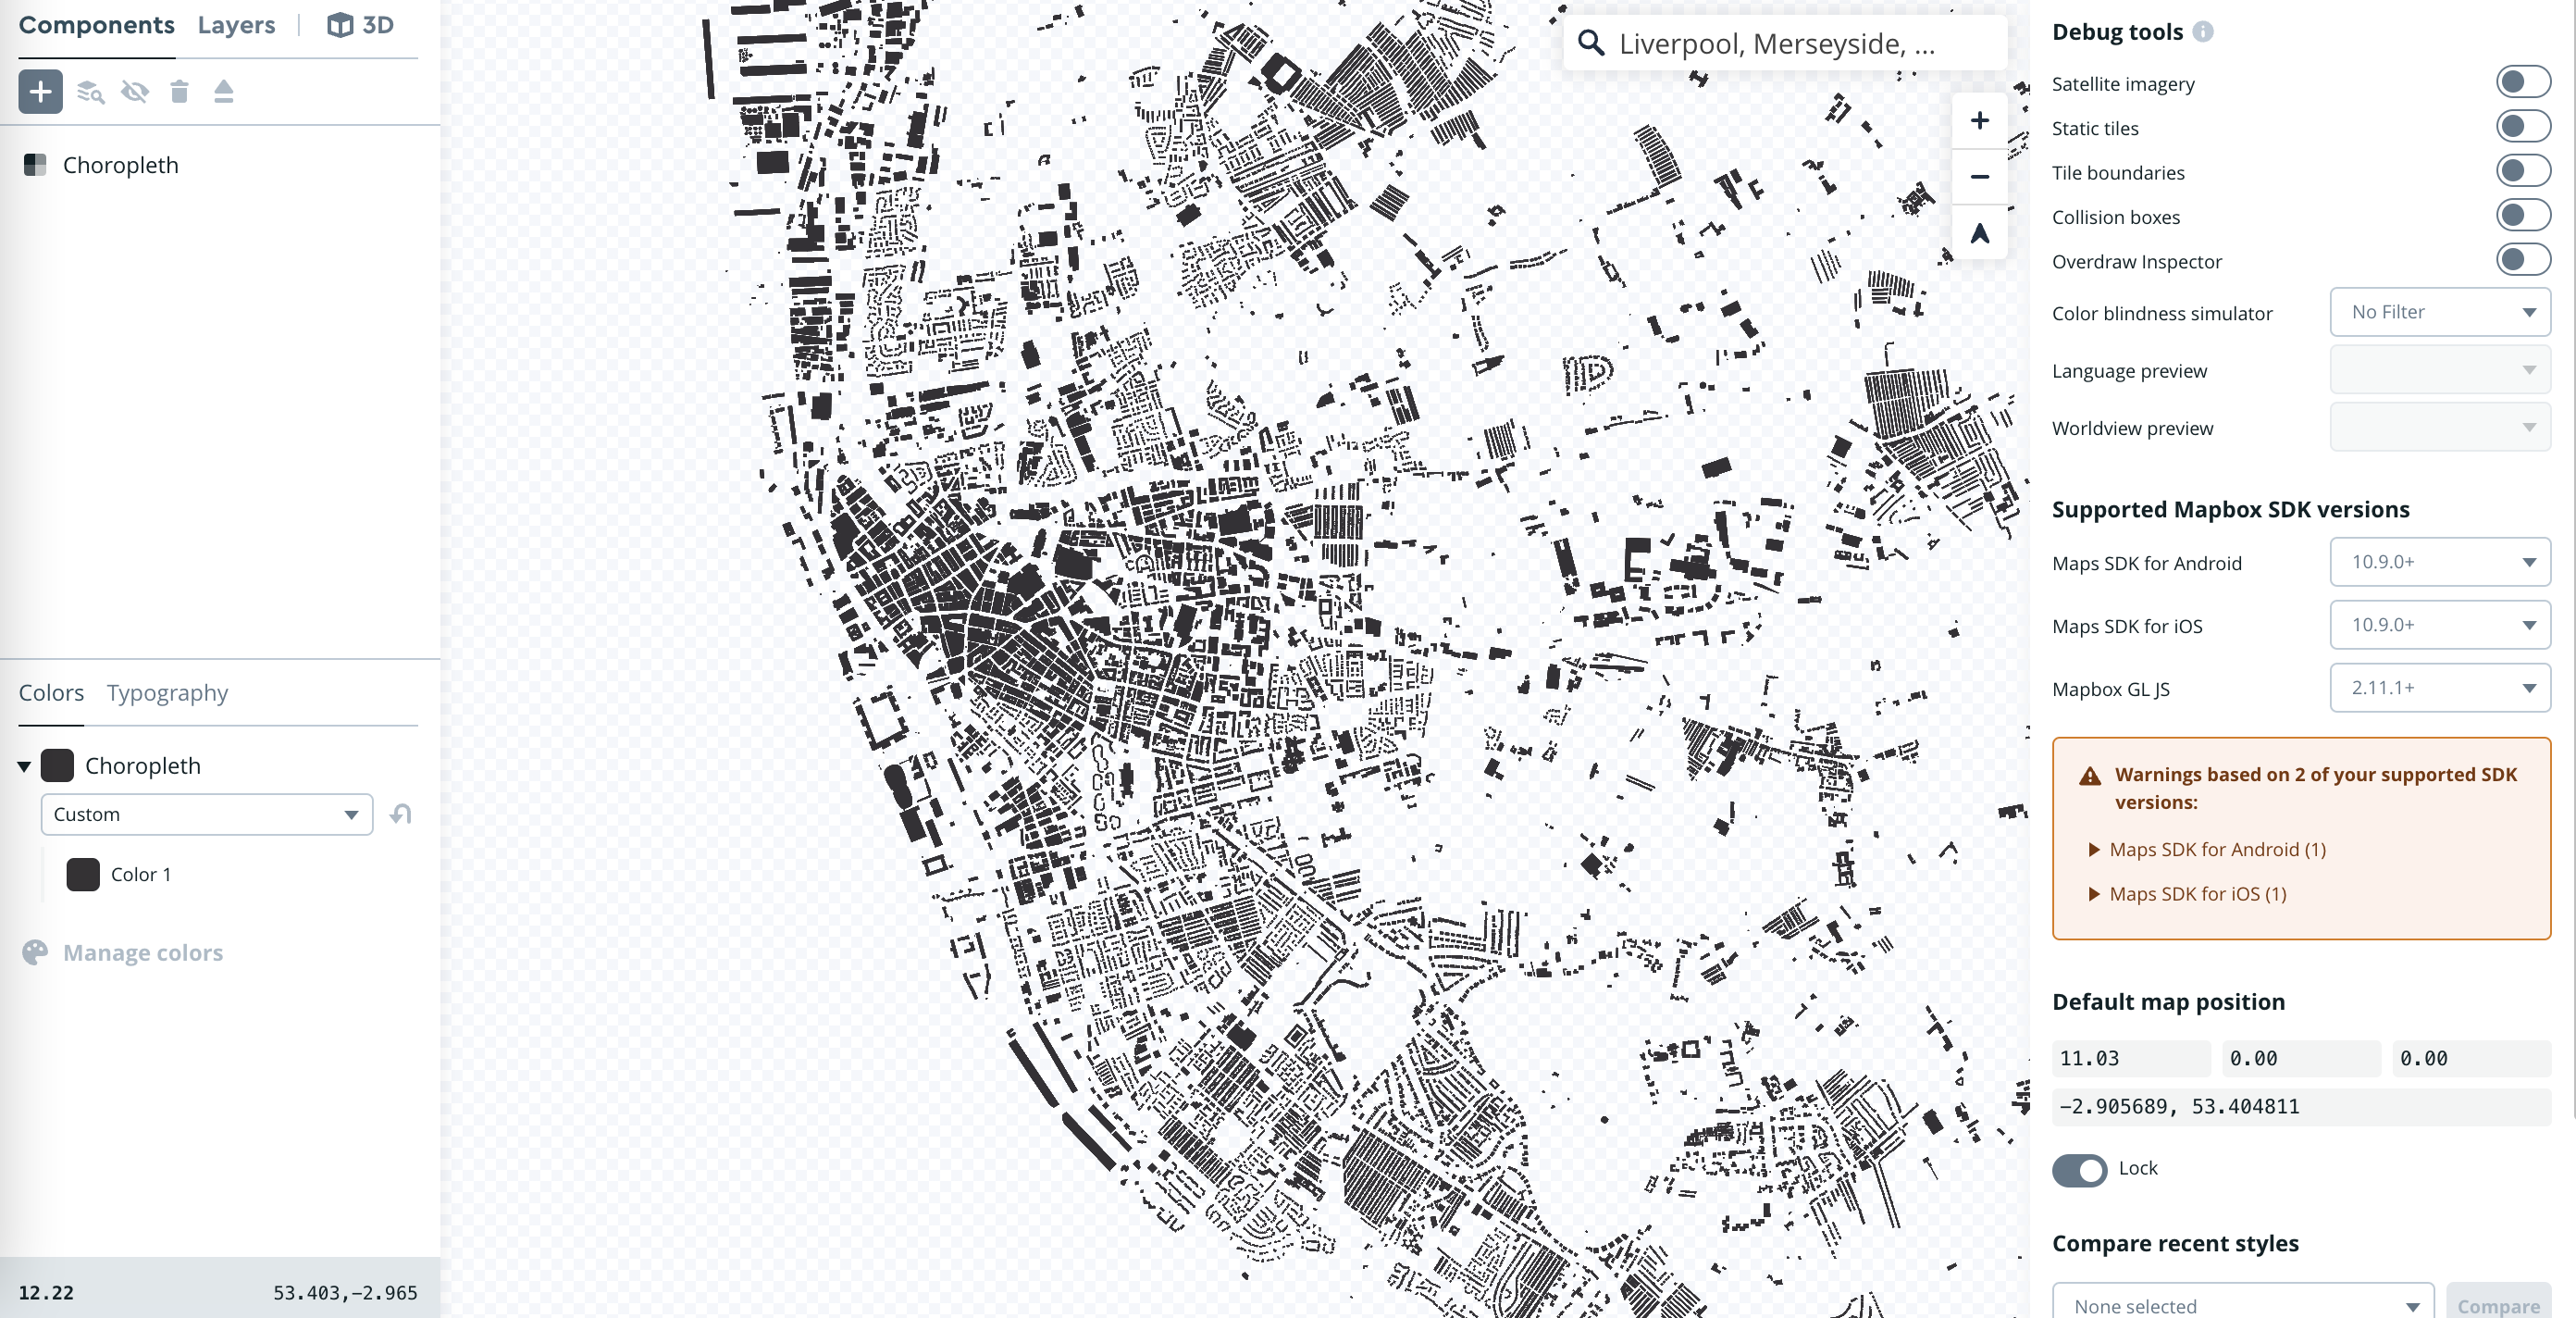 Components Layers 3D
Choropleth
Colors Typography
Choropleth
Custom
Color 1
Manage colors
12.22 53.403,−2.965
Liverpool, Merseyside, ...
Debug tools
Satellite imagery
Static tiles
Tile boundaries
Collision boxes
Overdraw Inspector
Color blindness simulator No Filter
Language preview
Worldview preview
Supported Mapbox SDK versions
Maps SDK for Android 10.9.0+
Maps SDK for iOS 10.9.0+
Mapbox GL JS 2.11.1+
Warnings based on 2 of your supported SDK
versions:
Maps SDK for Android (1)
Maps SDK for iOS (1)
Default map position
11.03 0.00 0.00
−2.905689, 53.404811
Lock
Compare recent styles
None selected Compare